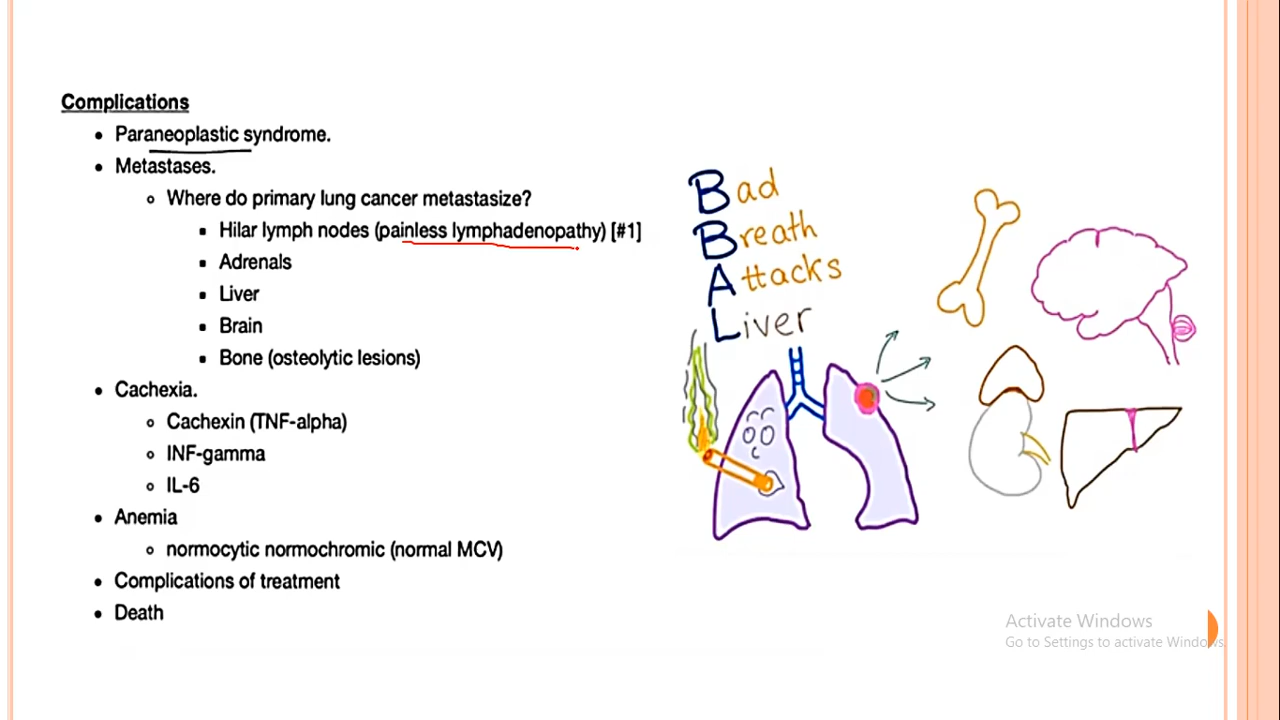 Complications
• Paraneoplastic syndrome.
• Metastases.
o Where do primary lung cancer metastasize?
▪ Hilar lymph nodes (painless lymphadenopathy) [#1]
▪ Adrenals
▪ Liver
▪ Brain
▪ Bone (osteolytic lesions)
• Cachexia.
o Cachexin (TNF-alpha)
o INF-gamma
o IL-6
• Anemia
o normocytic normochromic (normal MCV)
• Complications of treatment
• Death
Bad
Breath
Attacks
Liver
Activate Windows
Go to Settings to activate Windows.